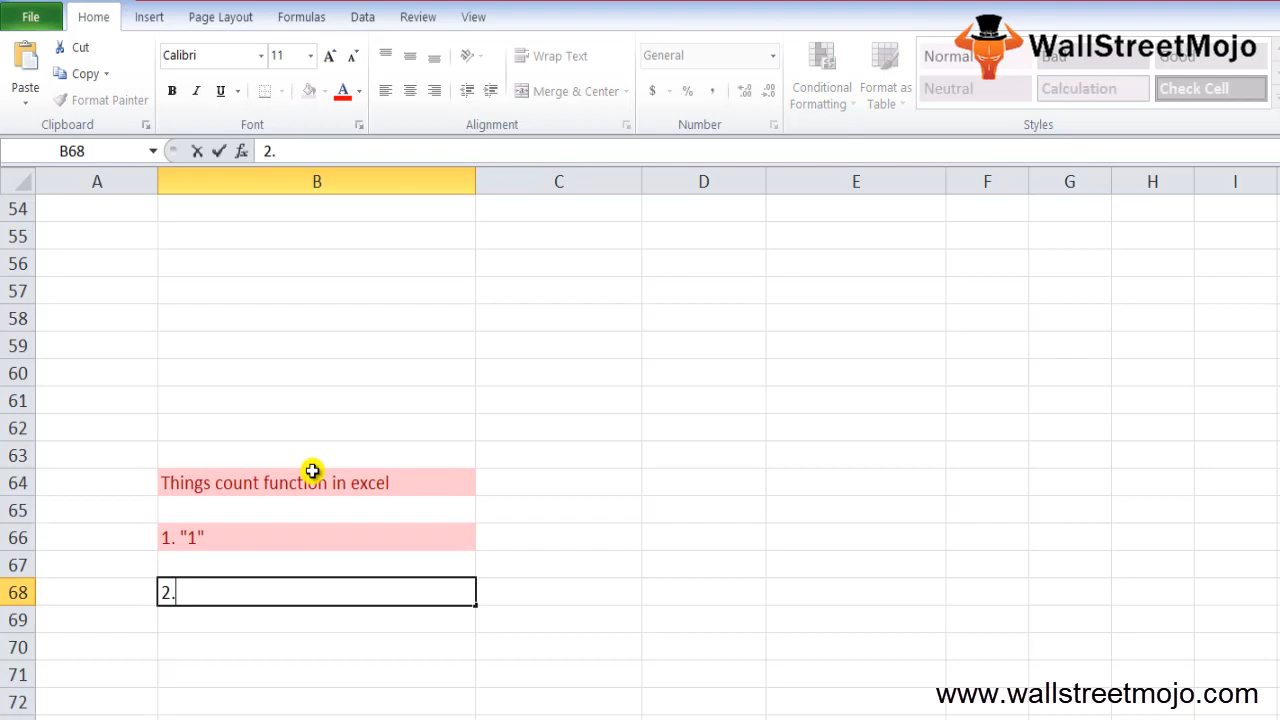 File Home Insert Page Layout Formulas Data Review View
WallStreetMojo
Paste
Cut
Copy
Format Painter
Clipboard
Calibri 11
B I U A
Font
Wrap Text
Merge & Center
Alignment
General
$ % ,
Number
Conditional
Formatting
Format as
Table
Normal Bad Good
Neutral Calculation Check Cell
Styles
B68 fx 2.
A B C D E F G H I
54
55
56
57
58
59
60
61
62
63
64 Things count function in excel
65
66 1. "1"
67
68 2.
69
70
71
72
www.wallstreetmojo.com